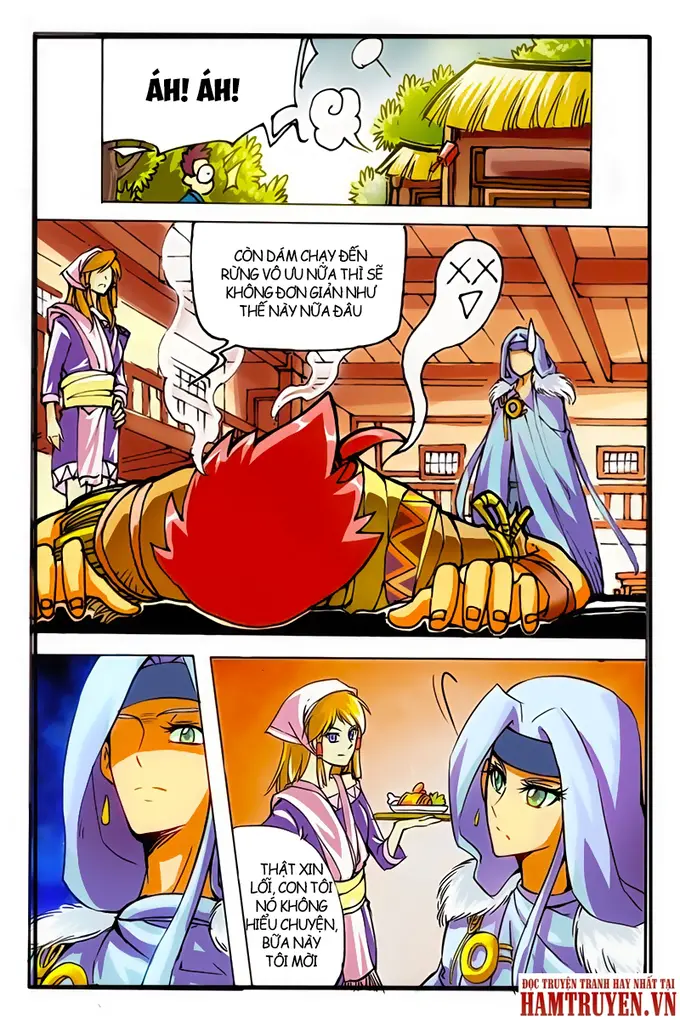 ÁH! ÁH!
CÒN DÁM CHẠY ĐẾN
RỪNG VÔ ƯU NỮA THÌ SẼ
KHÔNG ĐƠN GIẢN NHƯ
THẾ NÀY NỮA ĐÂU
THẬT XIN
LỖI, CON TÔI
NÓ KHÔNG
HIỂU CHUYỆN,
BỮA NÀY
TÔI MỜI
ĐỌC TRUYỆN TRANH HAY NHẤT TẠI
HAMTRUYEN.VN